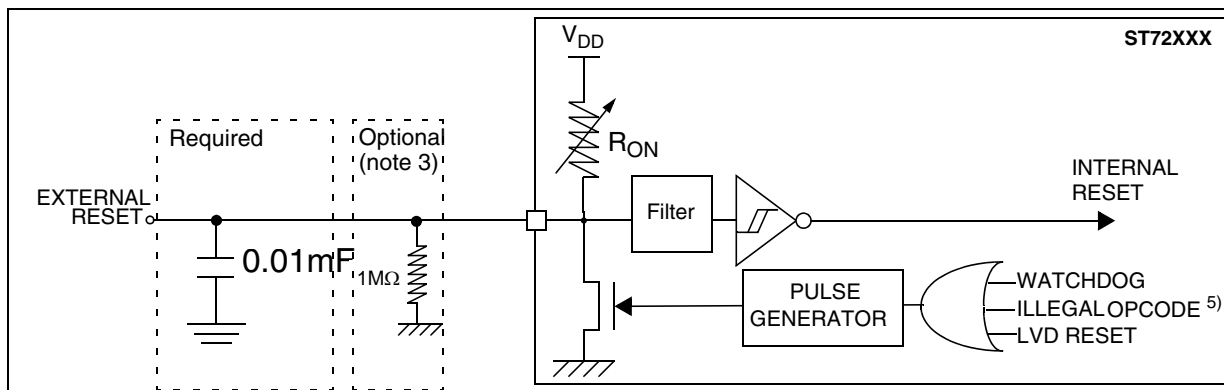 VDD
ST72XXX
Required
Optional
(note 3)
RON
EXTERNAL
RESET
Filter
INTERNAL
RESET
0.01mF
1MΩ
PULSE
GENERATOR
WATCHDOG
ILLEGAL OPCODE 5)
LVD RESET